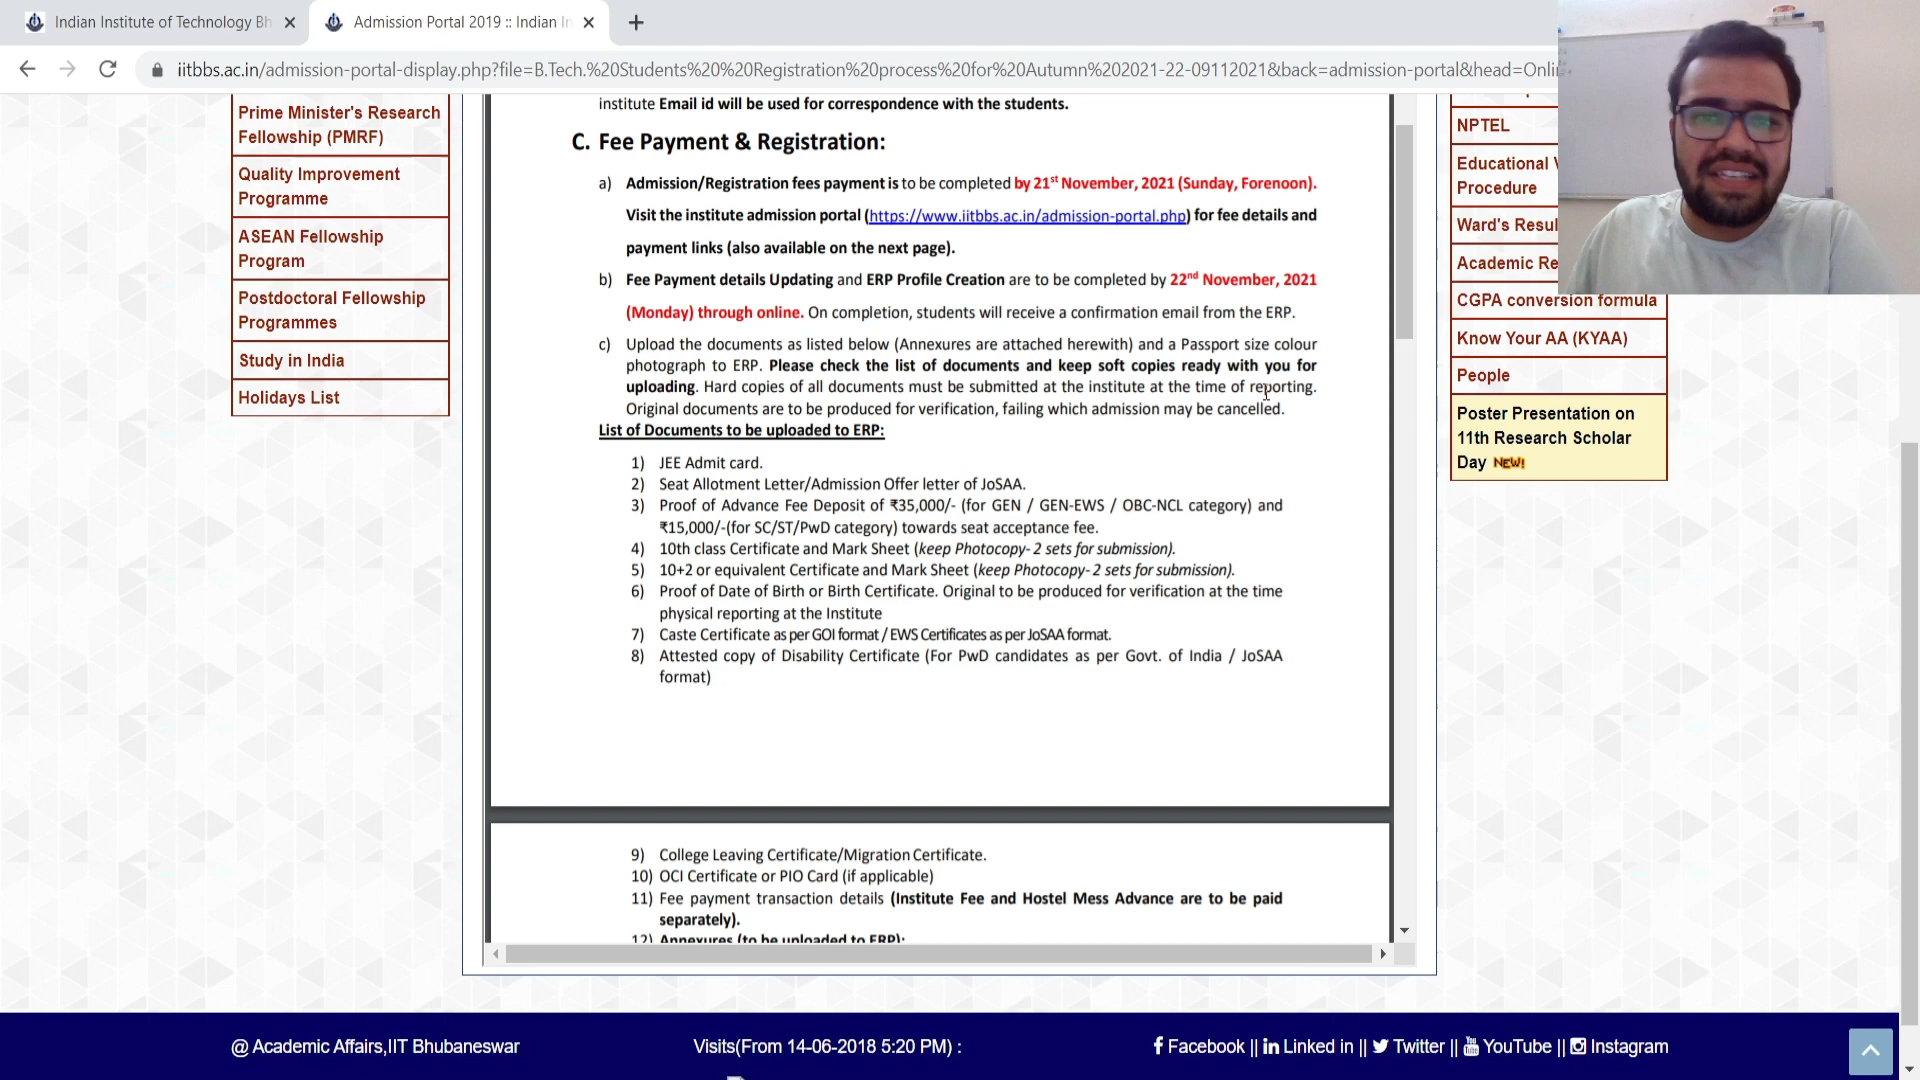 Indian Institute of Technology Bh
Admission Portal 2019 :: Indian In
iitbbs.ac.in/admission-portal-display.php?file=B.Tech.%20Students%20%20Registration%20process%20for%20Autumn%202021-22-09112021&back=admission-portal&head=Onlin
Prime Minister's Research
Fellowship (PMRF)
Quality Improvement
Programme
ASEAN Fellowship
Program
Postdoctoral Fellowship
Programmes
Study in India
Holidays List
institute Email id will be used for correspondence with the students.
C. Fee Payment & Registration:
a) Admission/Registration fees payment is to be completed by 21st November, 2021 (Sunday, Forenoon).
Visit the institute admission portal (https://www.iitbbs.ac.in/admission-portal.php) for fee details and
payment links (also available on the next page).
b) Fee Payment details Updating and ERP Profile Creation are to be completed by 22nd November, 2021
(Monday) through online. On completion, students will receive a confirmation email from the ERP.
c) Upload the documents as listed below (Annexures are attached herewith) and a Passport size colour
photograph to ERP. Please check the list of documents and keep soft copies ready with you for
uploading. Hard copies of all documents must be submitted at the institute at the time of reporting.
Original documents are to be produced for verification, failing which admission may be cancelled.
List of Documents to be uploaded to ERP:
1) JEE Admit card.
2) Seat Allotment Letter/Admission Offer letter of JoSAA.
3) Proof of Advance Fee Deposit of ₹35,000/- (for GEN / GEN-EWS / OBC-NCL category) and
₹15,000/-(for SC/ST/PwD category) towards seat acceptance fee.
4) 10th class Certificate and Mark Sheet (keep Photocopy- 2 sets for submission).
5) 10+2 or equivalent Certificate and Mark Sheet (keep Photocopy- 2 sets for submission).
6) Proof of Date of Birth or Birth Certificate. Original to be produced for verification at the time
physical reporting at the Institute
7) Caste Certificate as per GOI format / EWS Certificates as per JoSAA format.
8) Attested copy of Disability Certificate (For PwD candidates as per Govt. of India / JoSAA
format)
9) College Leaving Certificate/Migration Certificate.
10) OCI Certificate or PIO Card (if applicable)
11) Fee payment transaction details (Institute Fee and Hostel Mess Advance are to be paid
separately).
12) Annexures (to be uploaded to ERP):
NPTEL
Educational V
Procedure
Ward's Resul
Academic Re
CGPA conversion formula
Know Your AA (KYAA)
People
Poster Presentation on
11th Research Scholar
Day NEW!
@ Academic Affairs,IIT Bhubaneswar
Visits(From 14-06-2018 5:20 PM) :
Facebook || Linked in || Twitter || YouTube || Instagram